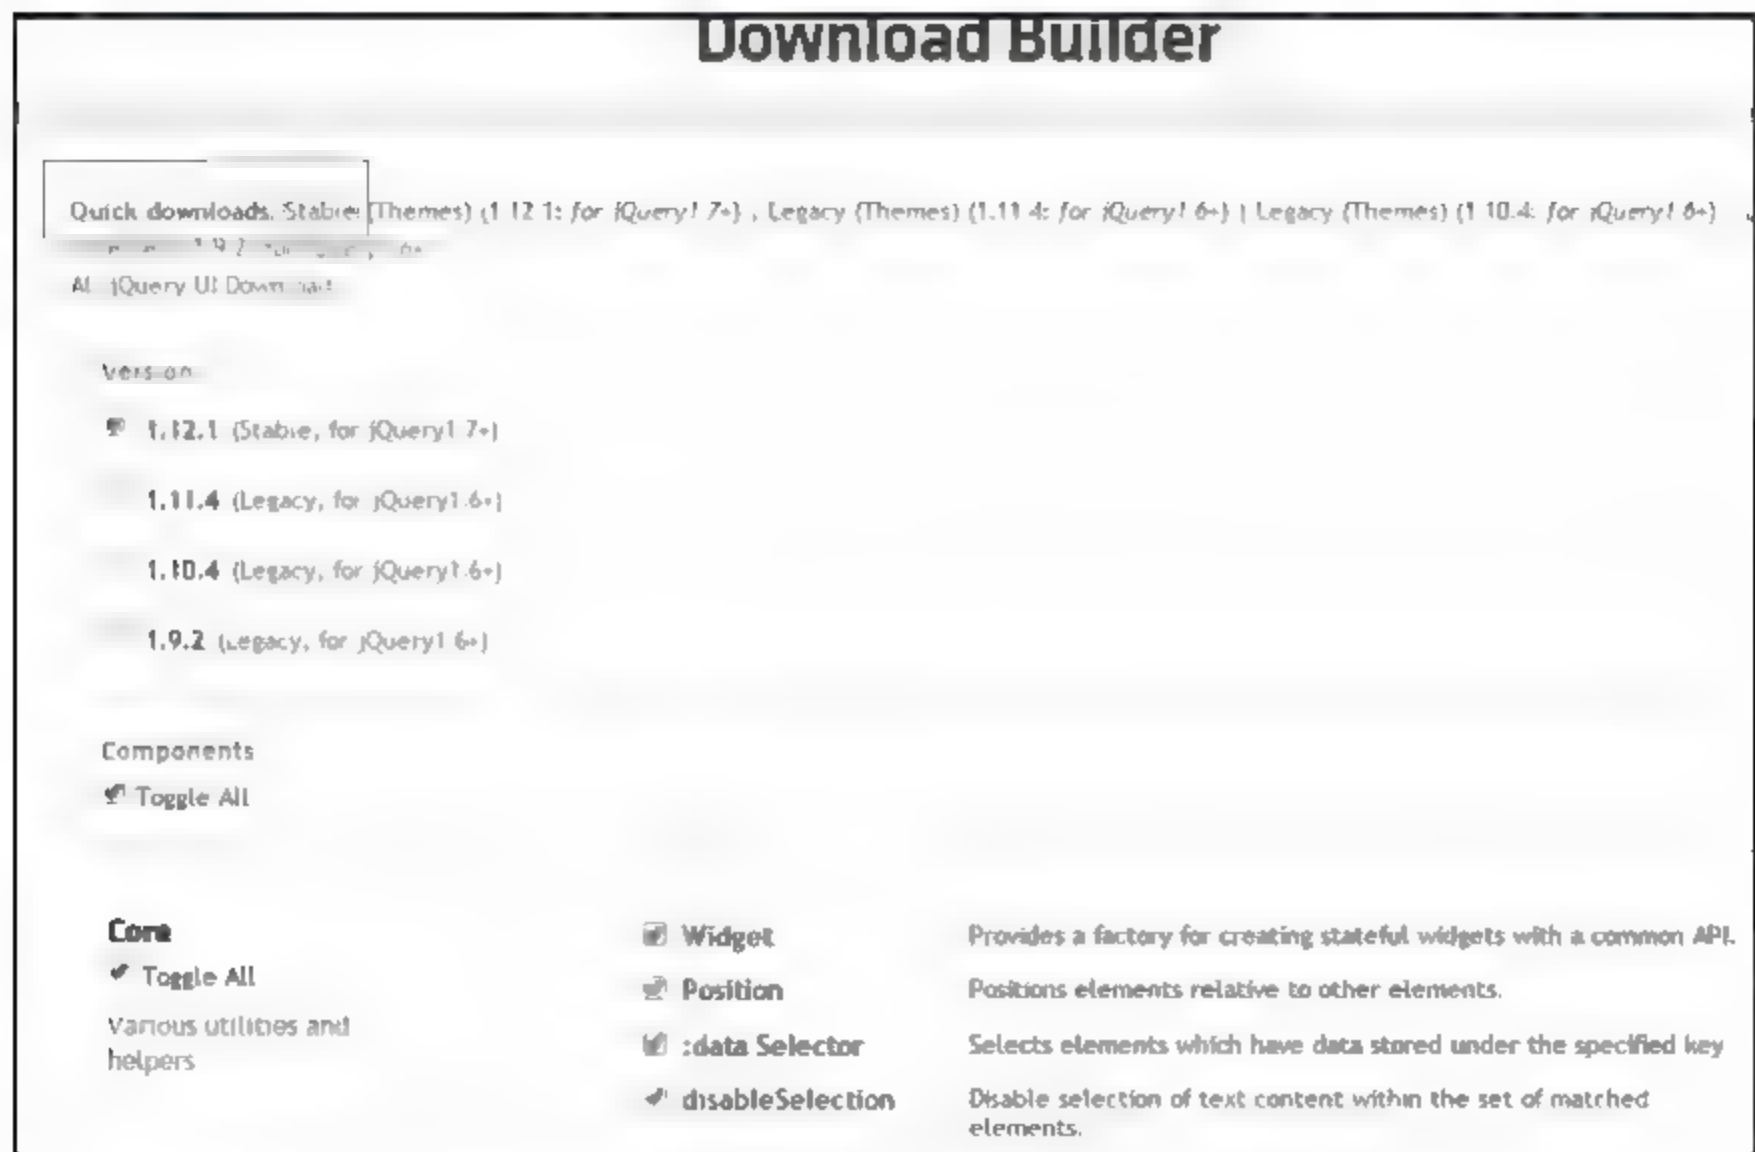 Download Builder
Quick downloads: Stable (Themes) (1.12.1: for jQuery1.7+) | Legacy (Themes) (1.11.4: for jQuery1.6+) | Legacy (Themes) (1.10.4: for jQuery1.6+)
1.9.2
All jQuery UI Downloads
Version
1.12.1 (Stable, for jQuery1.7+)
1.11.4 (Legacy, for jQuery1.6+)
1.10.4 (Legacy, for jQuery1.6+)
1.9.2 (Legacy, for jQuery1.6+)
Components
Toggle All
Core
Toggle All
Various utilities and
helpers
Widget Provides a factory for creating stateful widgets with a common API.
Position Positions elements relative to other elements.
:data Selector Selects elements which have data stored under the specified key
disableSelection Disable selection of text content within the set of matched
elements.